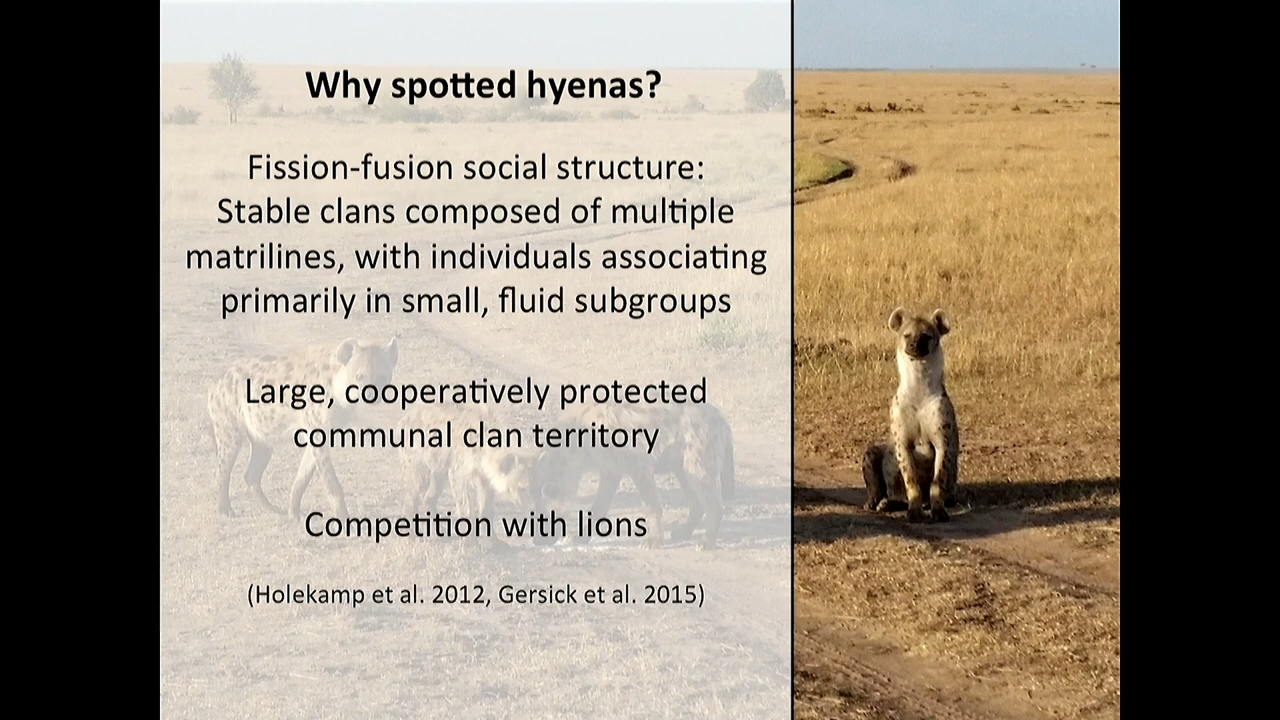 Why spotted hyenas?
Fission-fusion social structure:
Stable clans composed of multiple
matrilines, with individuals associating
primarily in small, fluid subgroups
Large, cooperatively protected
communal clan territory
Competition with lions
(Holekamp et al. 2012, Gersick et al. 2015)